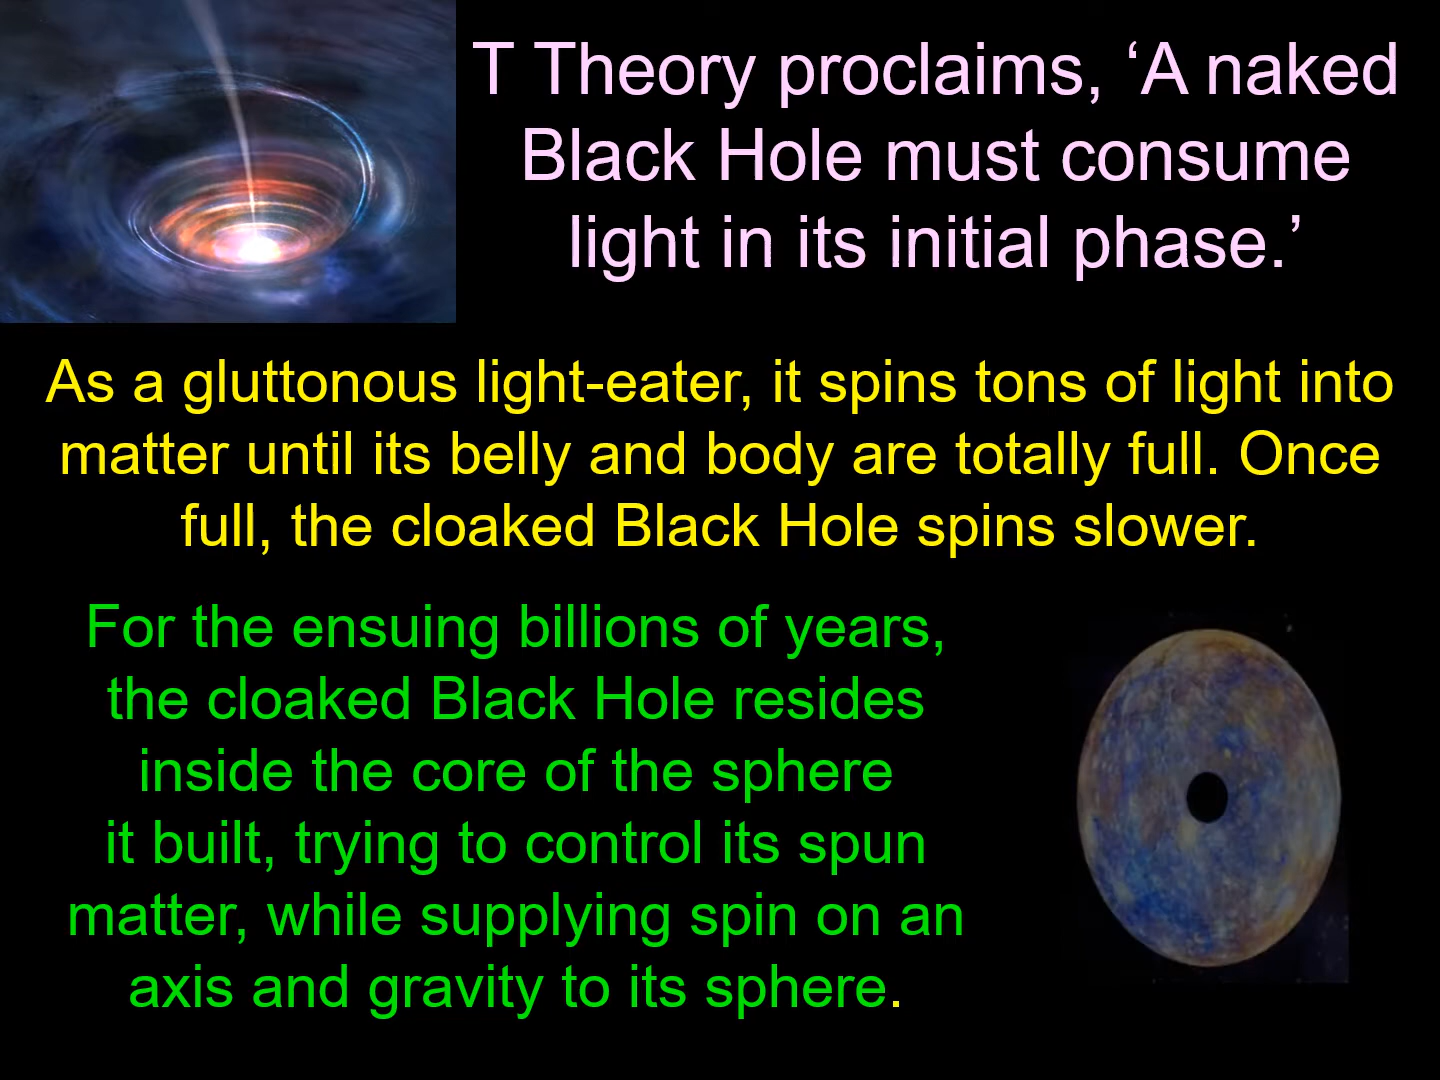 T Theory proclaims, ‘A naked
Black Hole must consume
light in its initial phase.’
As a gluttonous light-eater, it spins tons of light into
matter until its belly and body are totally full. Once
full, the cloaked Black Hole spins slower.
For the ensuing billions of years,
the cloaked Black Hole resides
inside the core of the sphere
it built, trying to control its spun
matter, while supplying spin on an
axis and gravity to its sphere.